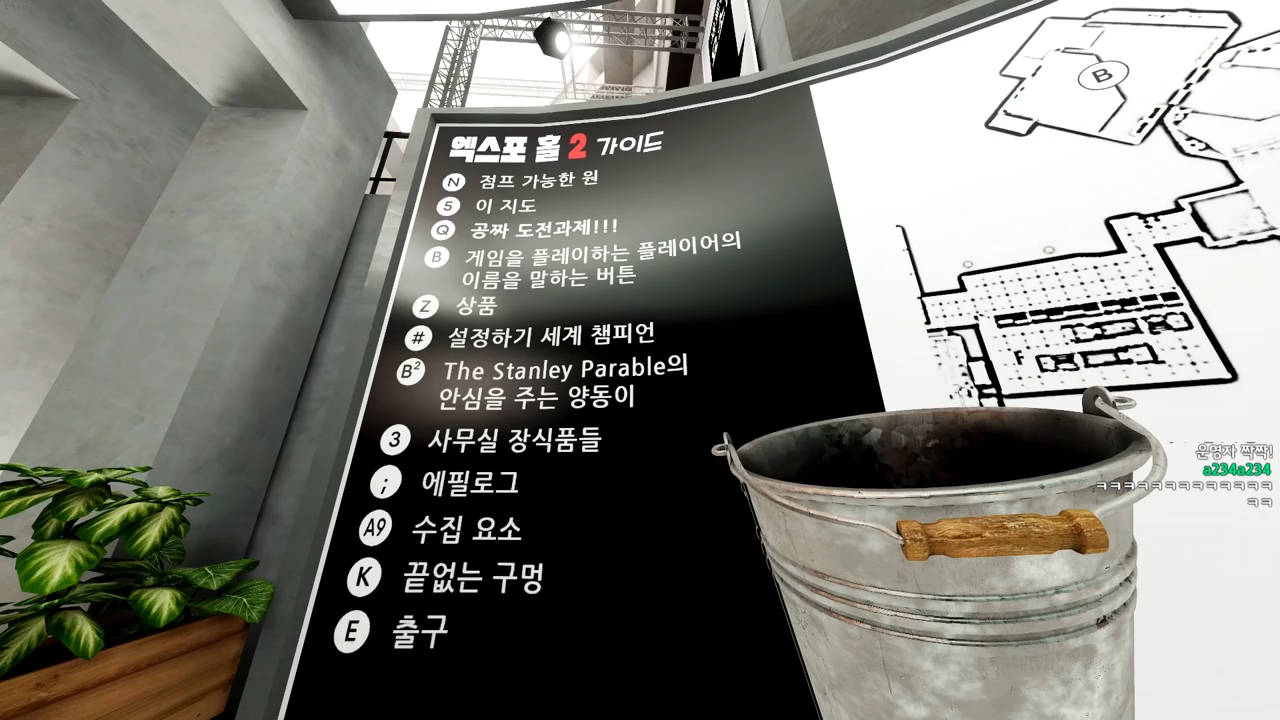 엑스포 홀 2 가이드
N 점프 가능한 원
5 이 지도
Q 공짜 도전과제!!!
B 게임을 플레이하는 플레이어의
이름을 말하는 버튼
Z 상품
# 설정하기 세계 챔피언
B² The Stanley Parable의
안심을 주는 양동이
3 사무실 장식품들
; 에필로그
A9 수집 요소
K 끝없는 구멍
E 출구
B
F
운영자 짝짝!
a234a234
ㅋㅋㅋㅋㅋㅋㅋㅋㅋㅋㅋㅋㅋ
ㅋㅋ